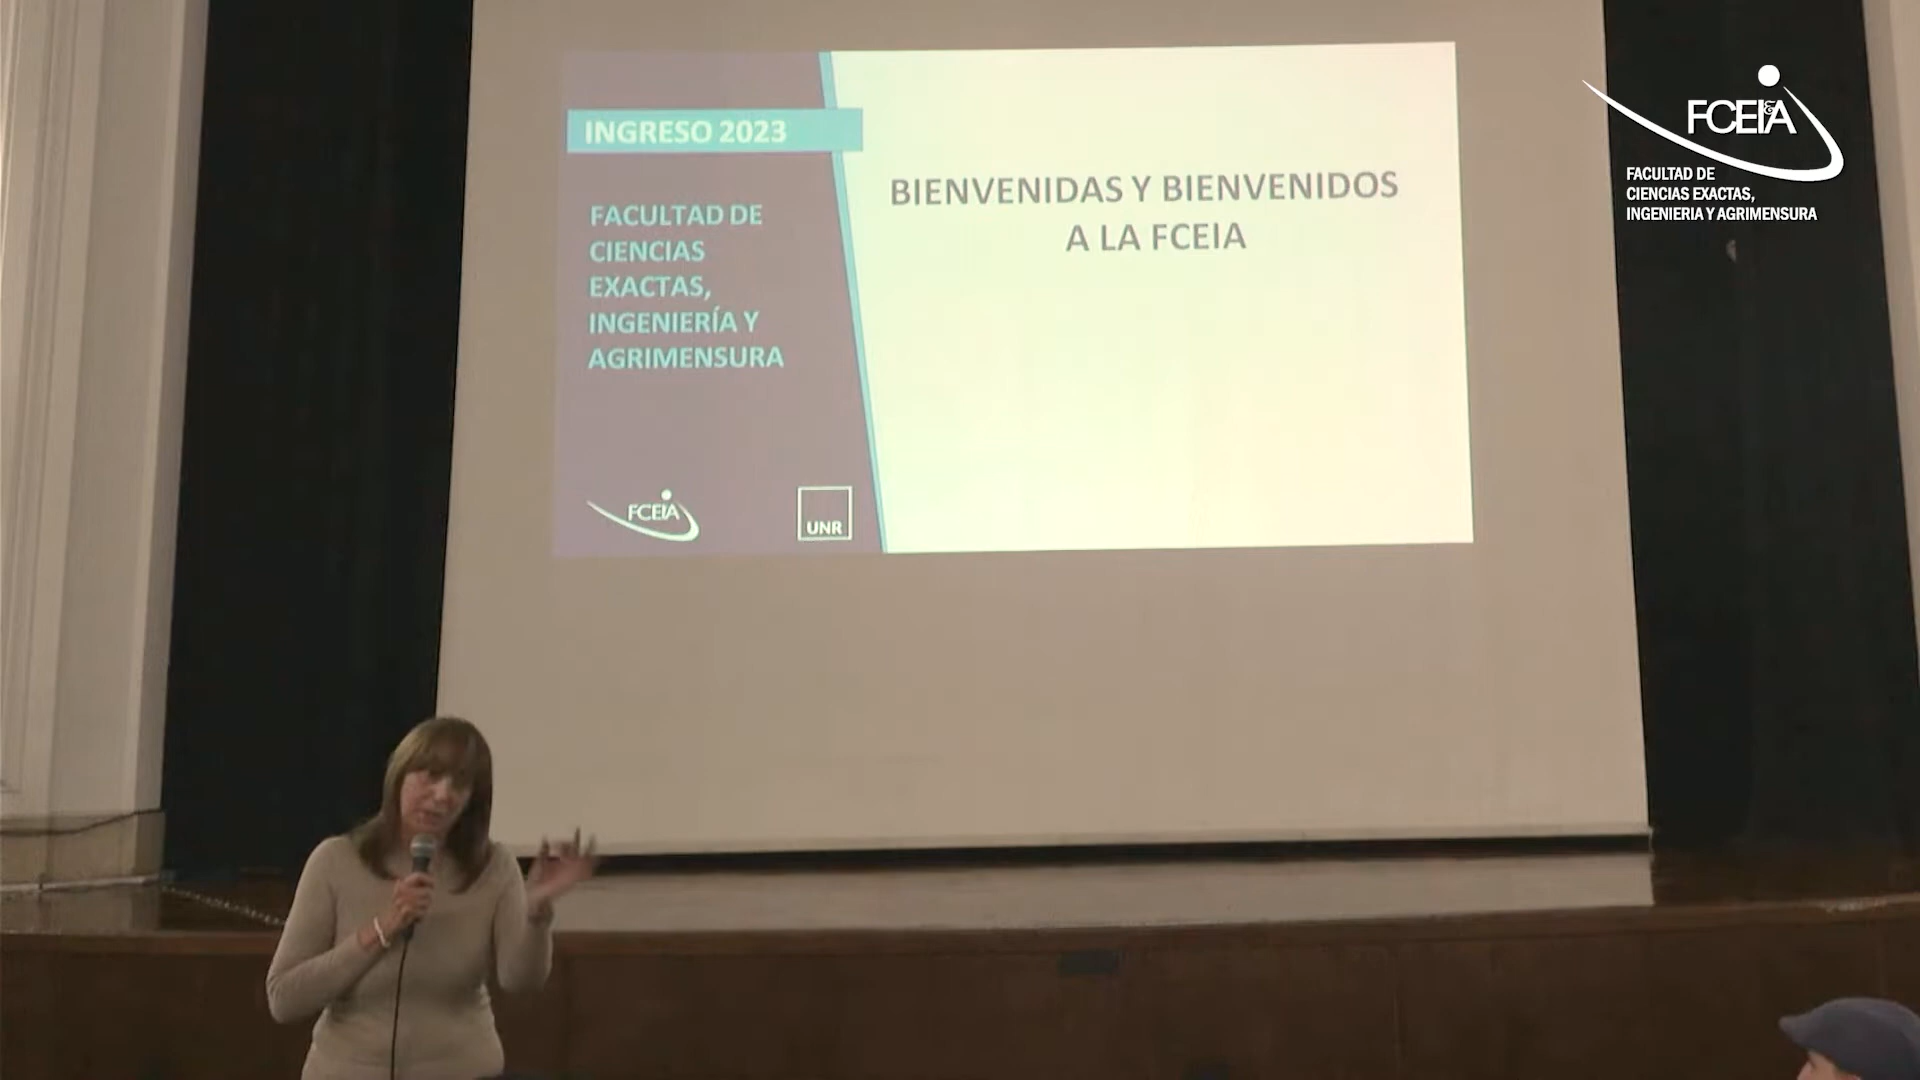 INGRESO 2023
FACULTAD DE
CIENCIAS
EXACTAS,
INGENIERÍA Y
AGRIMENSURA
FCEIA
UNR
BIENVENIDAS Y BIENVENIDOS
A LA FCEIA
FCEI&A
FACULTAD DE
CIENCIAS EXACTAS,
INGENIERIA Y AGRIMENSURA